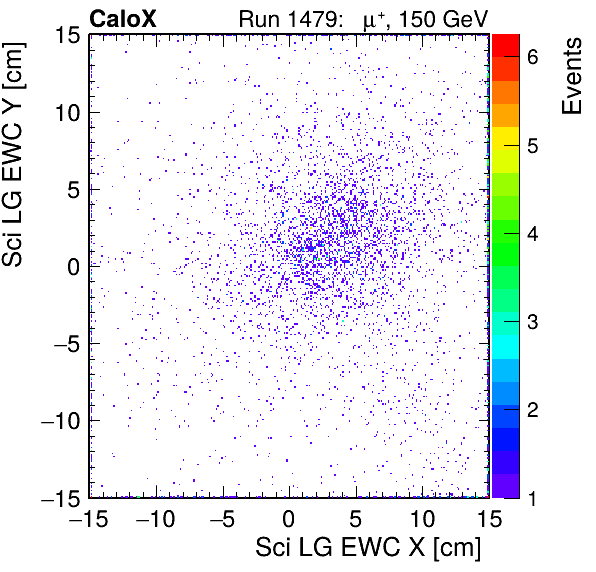 CaloX Run 1479: μ⁺, 150 GeV
Sci LG EWC Y [cm]
15
10
5
0
−5
−10
−15
−15 −10 −5 0 5 10 15
Sci LG EWC X [cm]
Events
6
5
4
3
2
1